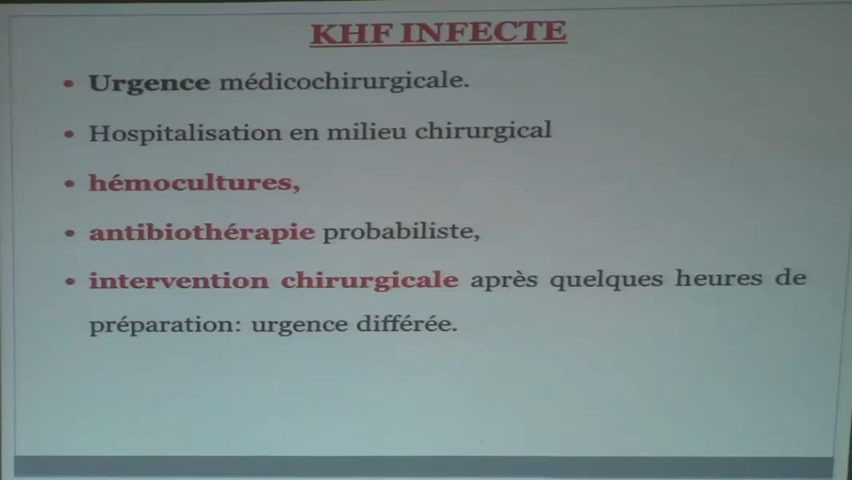 KHF INFECTE
• Urgence médicochirurgicale.
• Hospitalisation en milieu chirurgical
• hémocultures,
• antibiothérapie probabiliste,
• intervention chirurgicale après quelques heures de
préparation: urgence différée.